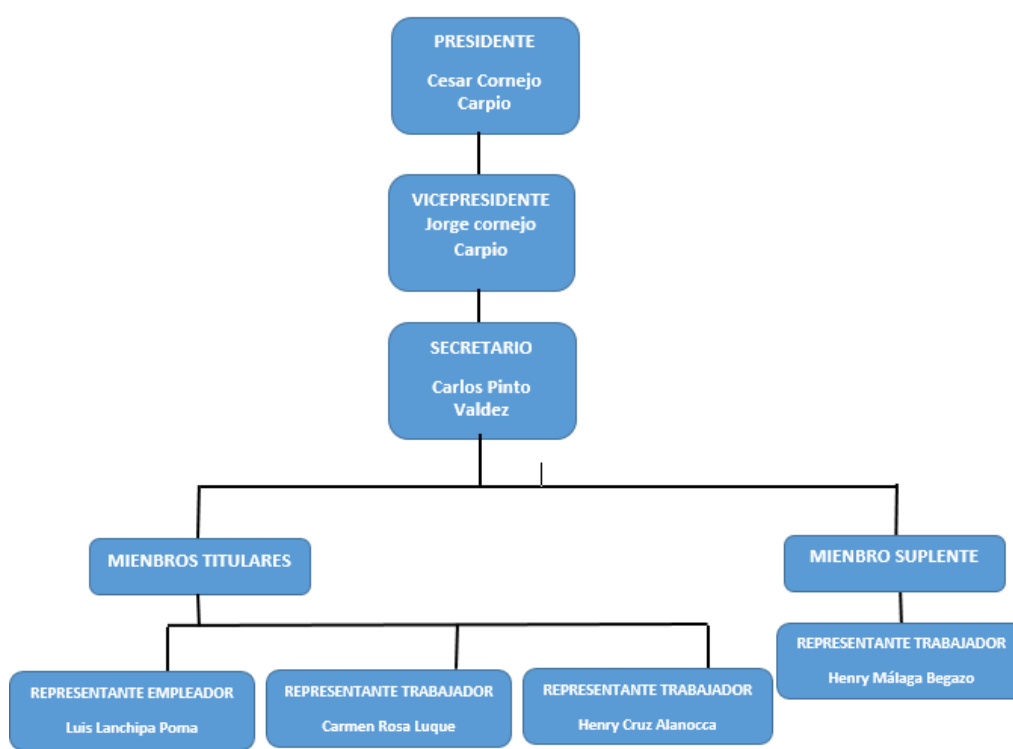 PRESIDENTE
Cesar Cornejo
Carpio
VICEPRESIDENTE
Jorge cornejo
Carpio
SECRETARIO
Carlos Pinto
Valdez
MIENBROS TITULARES
MIENBRO SUPLENTE
REPRESENTANTE EMPLEADOR
Luis Lanchipa Poma
REPRESENTANTE TRABAJADOR
Carmen Rosa Luque
REPRESENTANTE TRABAJADOR
Henry Cruz Alanocca
REPRESENTANTE TRABAJADOR
Henry Málaga Begazo